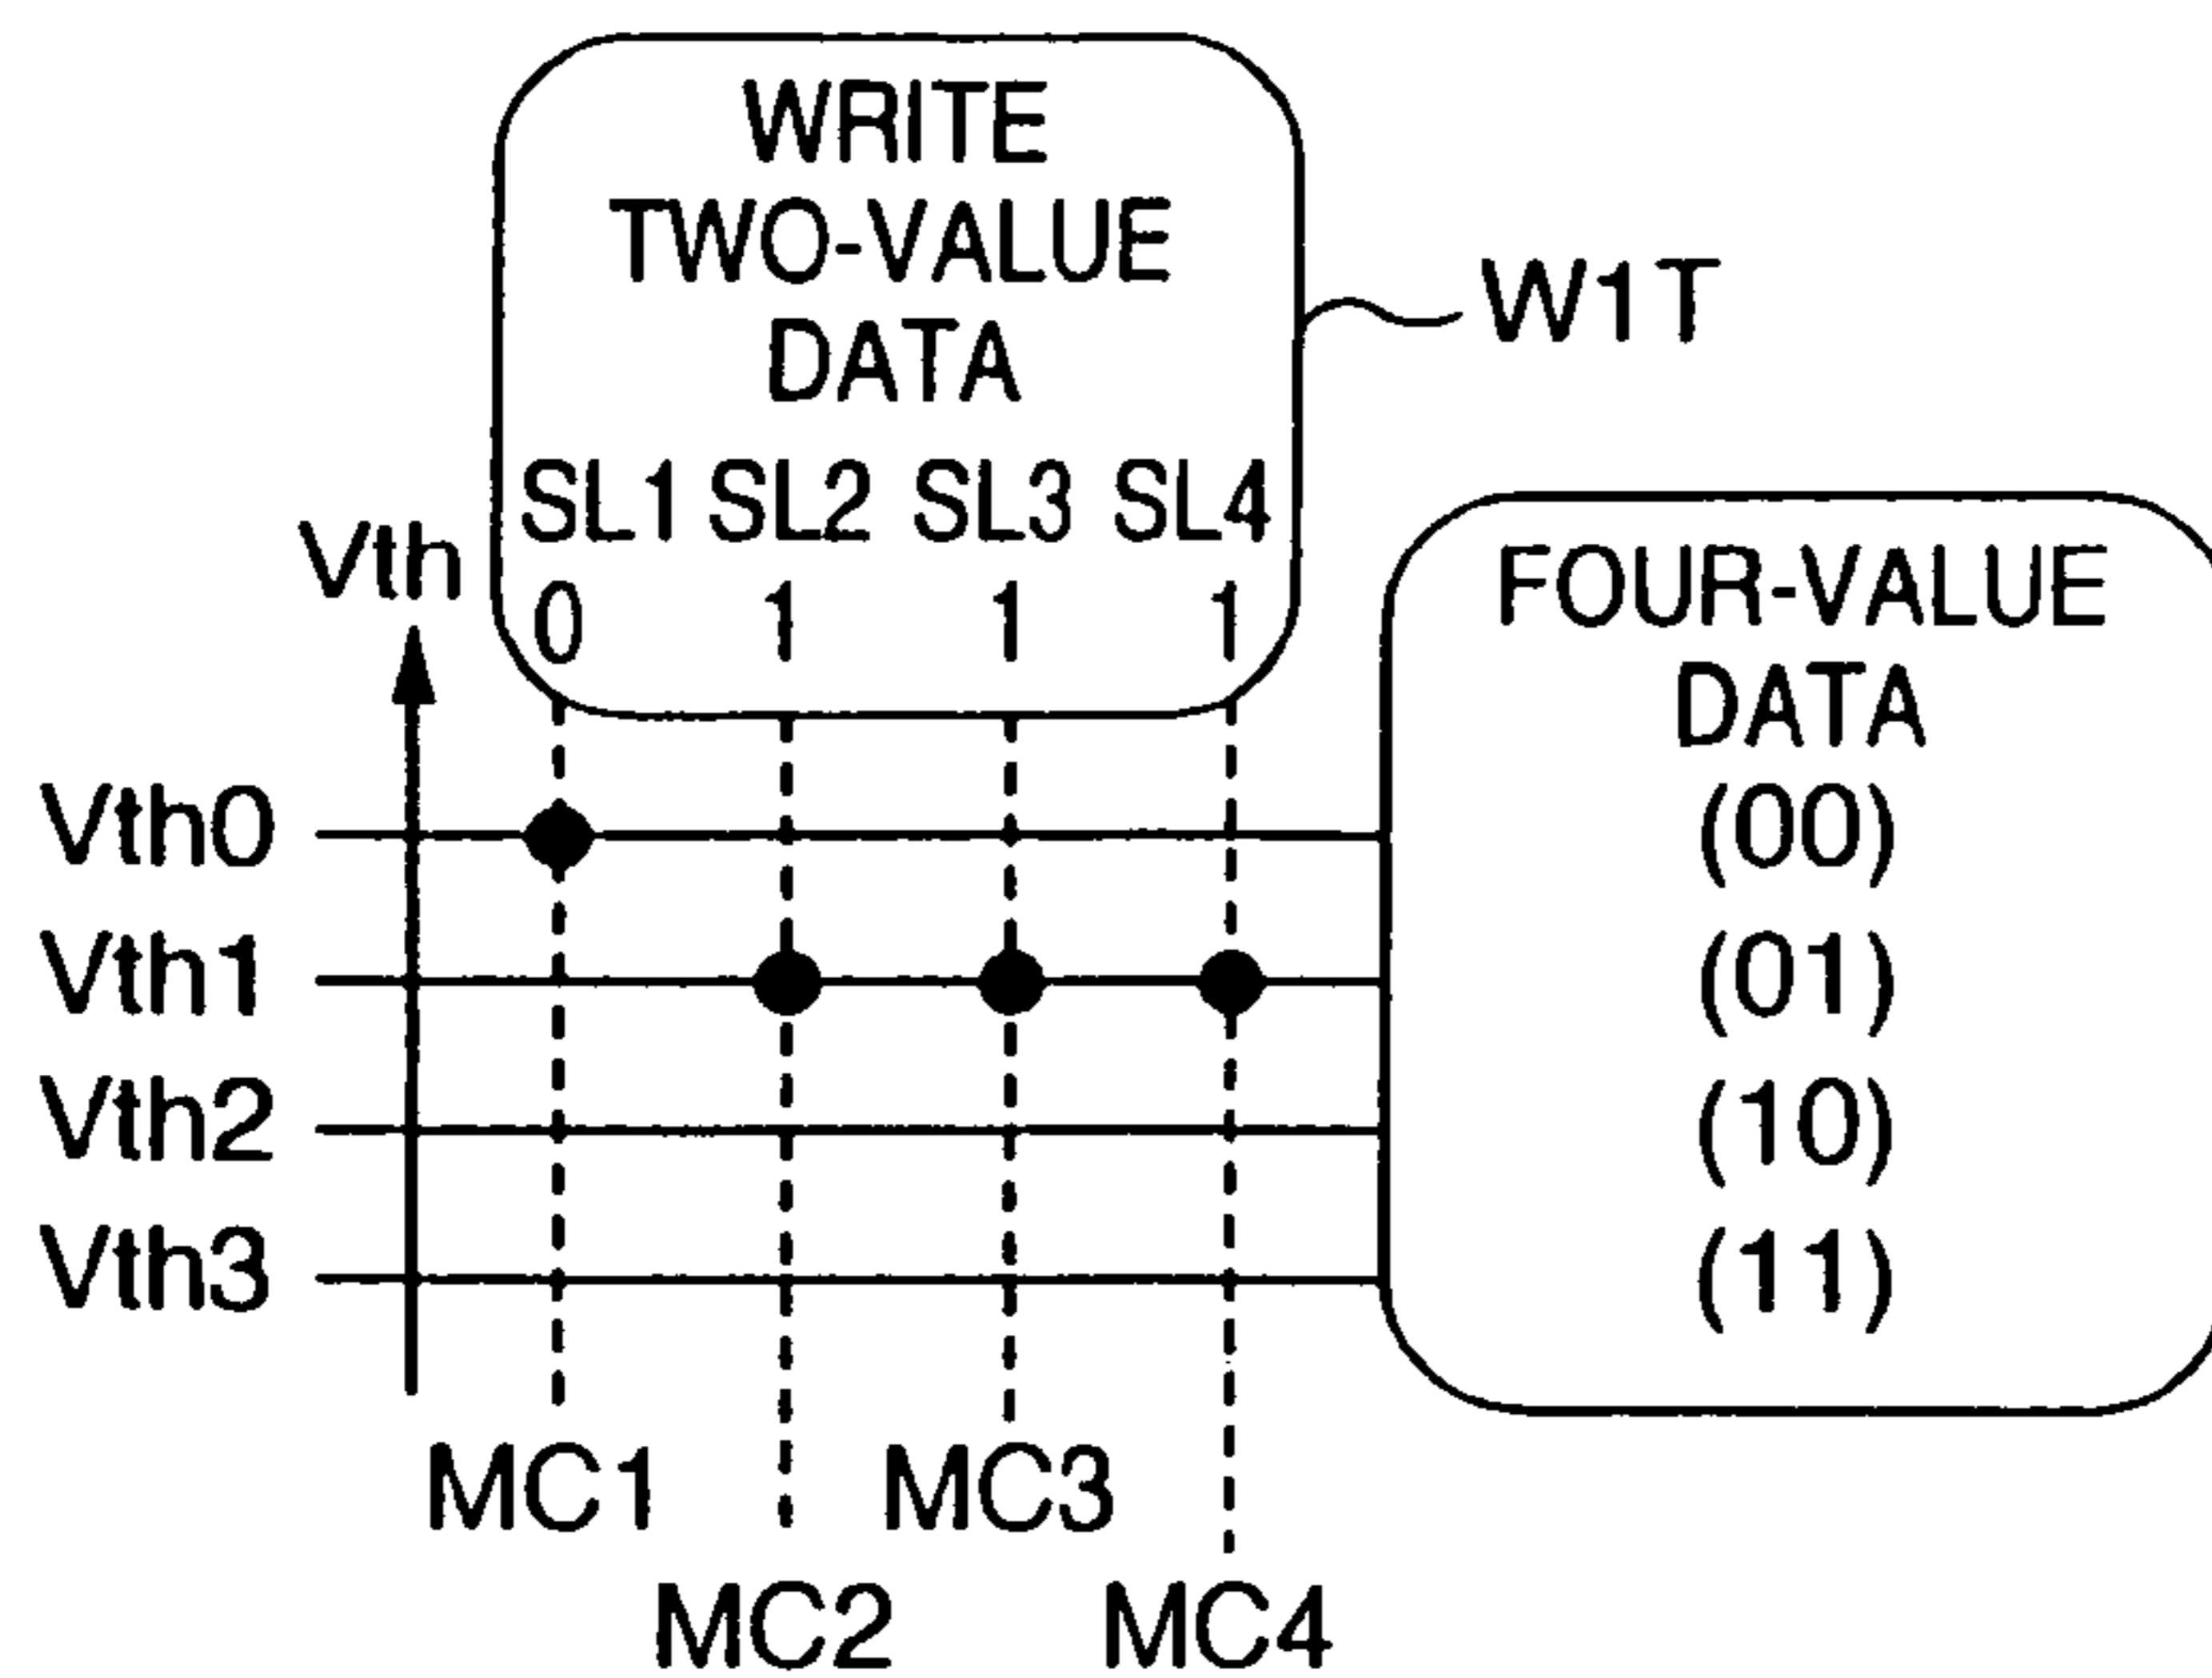 WRITE
TWO-VALUE
DATA
W1T
SL1 SL2 SL3 SL4
0 1 1 1
Vth
FOUR-VALUE
DATA
Vth0 (00)
Vth1 (01)
Vth2 (10)
Vth3 (11)
MC1 MC3
MC2 MC4